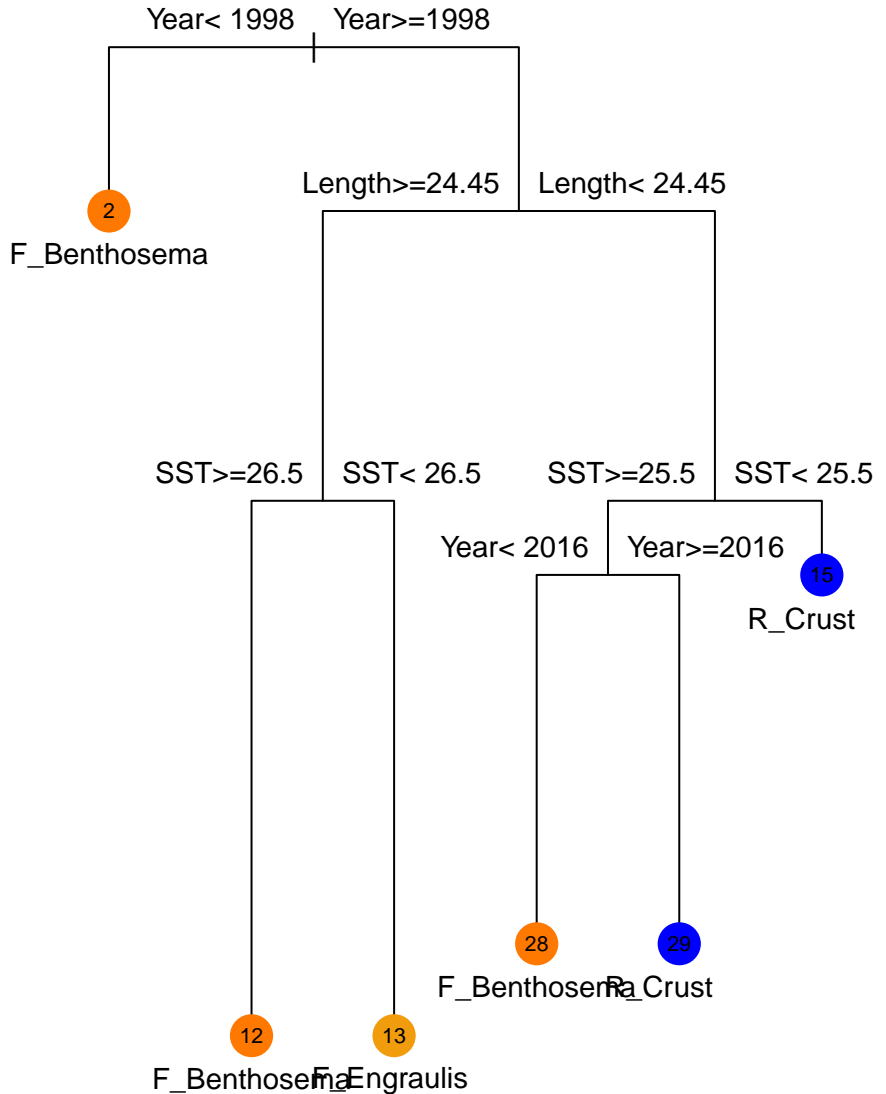 Year< 1998 Year>=1998
Length>=24.45 Length< 24.45
2
F_Benthosema
SST>=26.5 SST< 26.5 SST>=25.5 SST< 25.5
Year< 2016 Year>=2016
15
R_Crust
28 29
F_Benthosema R_Crust
12 13
F_Benthosema F_Engraulis